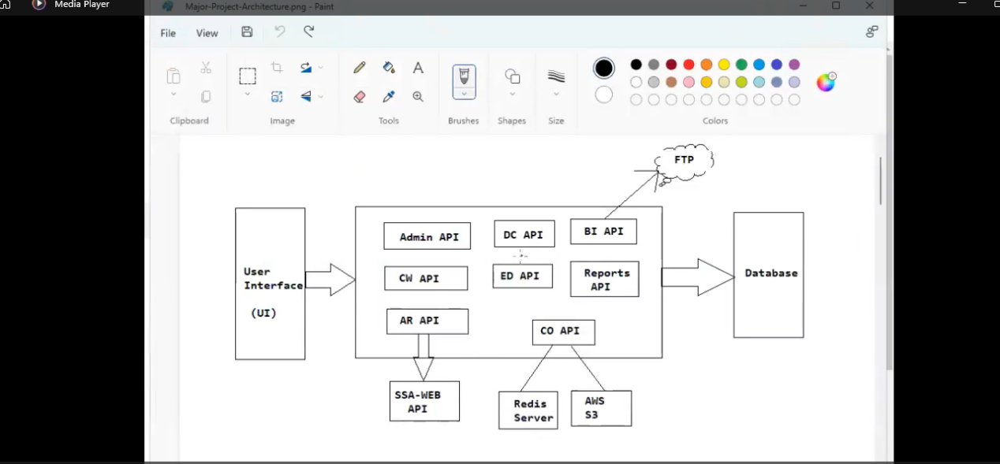 Media Player
Major-Project-Architecture.png - Paint
File
View
Clipboard
Image
Tools
Brushes
Shapes
Size
Colors
FTP
Admin API
DC API
BI API
User
Interface
(UI)
CW API
ED API
Reports
API
Database
AR API
CO API
SSA-WEB
API
Redis
Server
AWS
S3